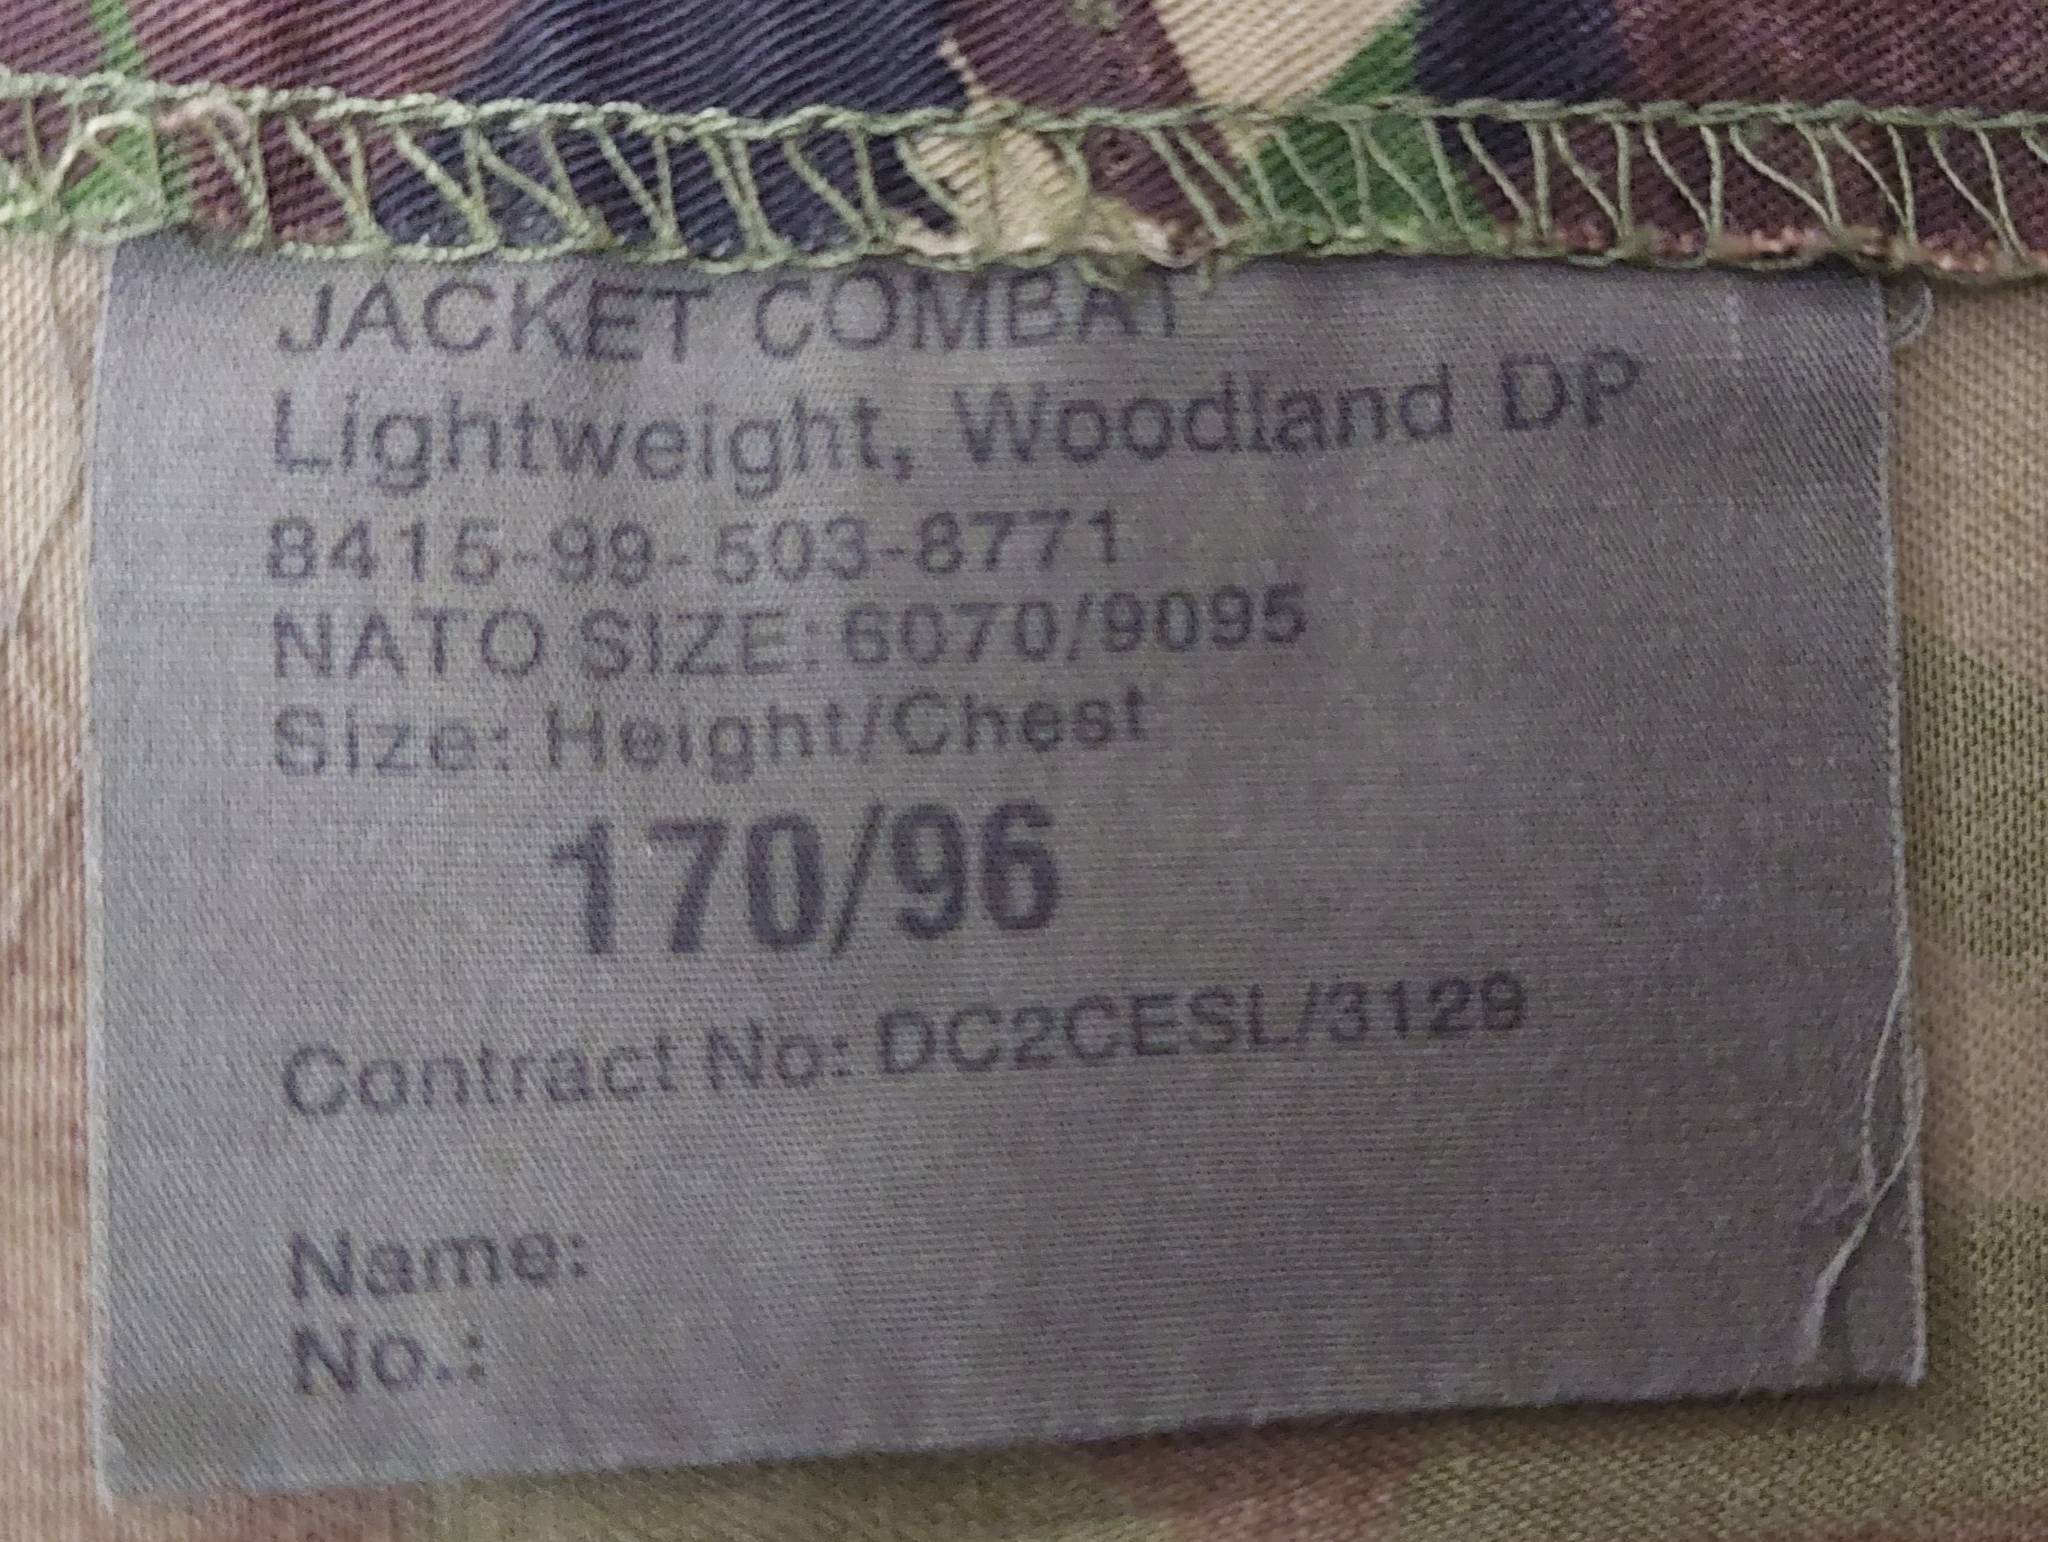 JACKET COMBAT
Lightweight, Woodland DP
8415-99-503-8771
NATO SIZE: 6070/9095
Size: Height/Chest
170/96
Contract No: DC2CESL/3129
Name:
No.: